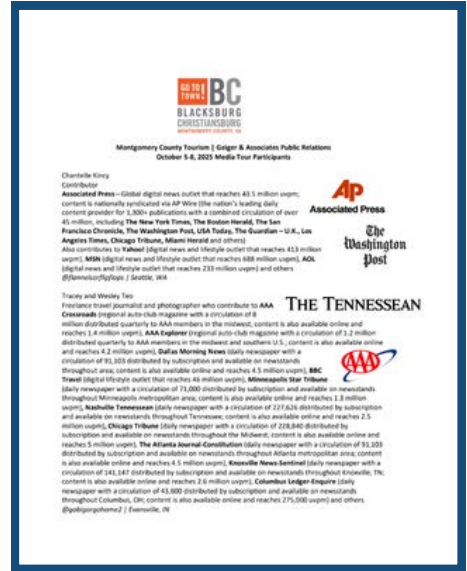 GO TO
TOWN! BC
BLACKSBURG
CHRISTIANSBURG
MONTGOMERY COUNTY, VA
Montgomery County Tourism | Geiger & Associates Public Relations
October 5-8, 2025 Media Tour Participants
Chantelle Kincy
Contributor
Associated Press—Global digital news outlet that reaches 43.5 million uvpm;
content is nationally syndicated via AP Wire (the nation's leading daily
content provider for 1,300+ publications with a combined circulation of over
45 million, including The New York Times, The Boston Herald, The San
Francisco Chronicle, The Washington Post, USA Today, The Guardian – U.K., Los
Angeles Times, Chicago Tribune, Miami Herald and others)
Also contributes to Yahoo! (digital news and lifestyle outlet that reaches 413 million
uvpm), MSN (digital news and lifestyle outlet that reaches 688 million uvpm), AOL
(digital news and lifestyle outlet that reaches 233 million uvpm) and others
@flannelsorflipflops | Seattle, WA
AP
Associated Press
The
Washington
Post
Tracey and Wesley Teo
Freelance travel journalist and photographer who contribute to AAA
Crossroads (regional auto-club magazine with a circulation of 8
million distributed quarterly to AAA members in the midwest; content is also available online and
reaches 1.4 million uvpm), AAA Explorer (regional auto-club magazine with a circulation of 1.2 million
distributed quarterly to AAA members in the midwest and southern U.S.; content is also available online
and reaches 4.2 million uvpm), Dallas Morning News (daily newspaper with a
circulation of 91,103 distributed by subscription and available on newsstands
throughout area; content is also available online and reaches 4.5 million uvpm), BBC
Travel (digital lifestyle outlet that reaches 46 million uvpm), Minneapolis Star Tribune
(daily newspaper with a circulation of 71,000 distributed by subscription and available on newsstands
throughout Minneapolis metropolitan area; content is also available online and reaches 1.3 million
uvpm), Nashville Tennessean (daily newspaper with a circulation of 227,626 distributed by subscription
and available on newsstands throughout Tennessee; content is also available online and reaches 2.5
million uvpm), Chicago Tribune (daily newspaper with a circulation of 228,840 distributed by
subscription and available on newsstands throughout the Midwest; content is also available online and
reaches 5 million uvpm), The Atlanta Journal-Constitution (daily newspaper with a circulation of 91,103
distributed by subscription and available on newsstands throughout Atlanta metropolitan area; content
is also available online and reaches 4.5 million uvpm), Knoxville News-Sentinel (daily newspaper with a
circulation of 141,147 distributed by subscription and available on newsstands throughout Knoxville, TN;
content is also available online and reaches 2.6 million uvpm), Columbus Ledger-Enquire (daily
newspaper with a circulation of 43,800 distributed by subscription and available on newsstands
throughout Columbus, OH; content is also available online and reaches 275,000 uvpm) and others
@gobigorgohome2 | Evansville, IN
THE TENNESSEAN
AAA